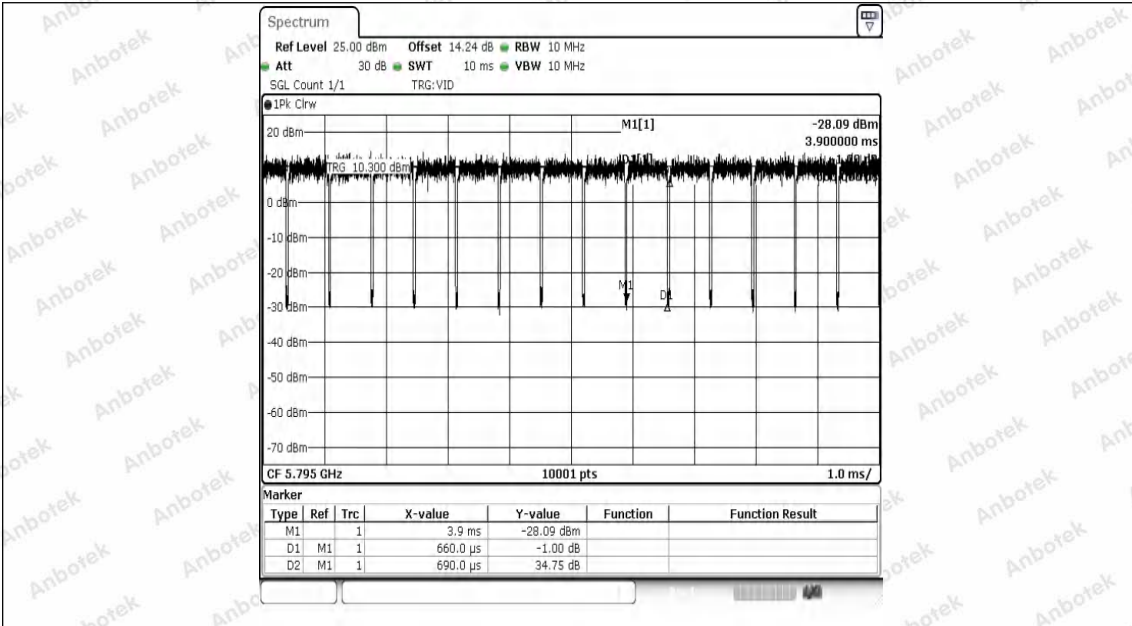 Spectrum
Ref Level 25.00 dBm Offset 14.24 dB RBW 10 MHz
Att 30 dB SWT 10 ms VBW 10 MHz
SGL Count 1/1 TRG:VID
1Pk Clrw
M1[1] -28.09 dBm
3.900000 ms
20 dBm
TRG 10.300 dBm
0 dBm
-10 dBm
-20 dBm
M1
D1
-30 dBm
-40 dBm
-50 dBm
-60 dBm
-70 dBm
CF 5.795 GHz 10001 pts 1.0 ms/
Marker
Type Ref Trc X-value Y-value Function Function Result
M1 1 3.9 ms -28.09 dBm
D1 M1 1 660.0 µs -1.00 dB
D2 M1 1 690.0 µs 34.75 dB
Anbotek